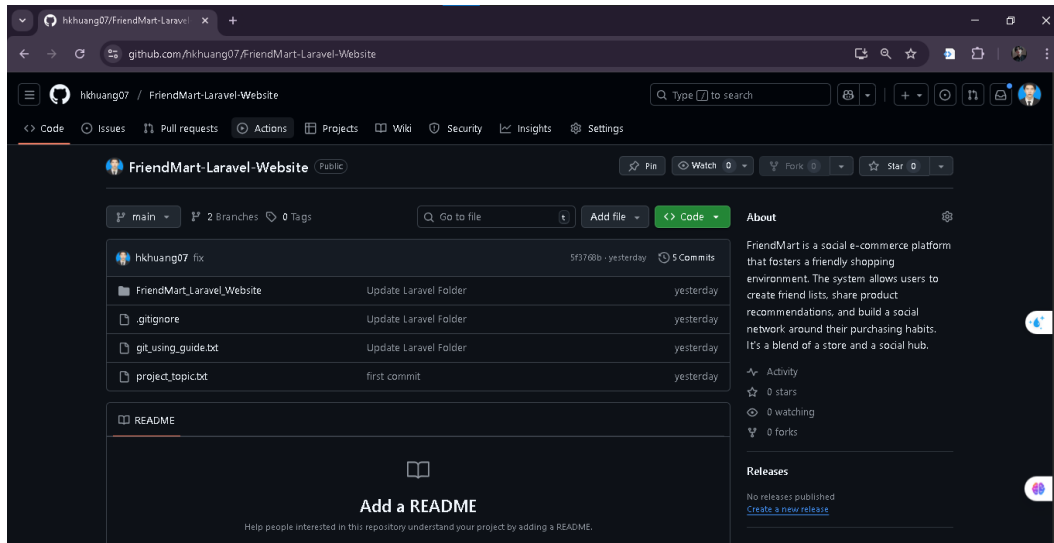 hkhuang07/FriendMart-Laravel
github.com/hkhuang07/FriendMart-Laravel-Website
hkhuang07 / FriendMart-Laravel-Website
Type / to search
Code Issues Pull requests Actions Projects Wiki Security Insights Settings
FriendMart-Laravel-Website Public
Pin Watch 0 Fork 0 Star 0
main 2 Branches 0 Tags Go to file t Add file Code
About
hkhuang07 fix 5f3768b · yesterday 5 Commits
FriendMart_Laravel_Website Update Laravel Folder yesterday
.gitignore Update Laravel Folder yesterday
git_using_guide.txt Update Laravel Folder yesterday
project_topic.txt first commit yesterday
FriendMart is a social e-commerce platform
that fosters a friendly shopping
environment. The system allows users to
create friend lists, share product
recommendations, and build a social
network around their purchasing habits.
It's a blend of a store and a social hub.
Activity
0 stars
0 watching
0 forks
README
Add a README
Help people interested in this repository understand your project by adding a README.
Releases
No releases published
Create a new release